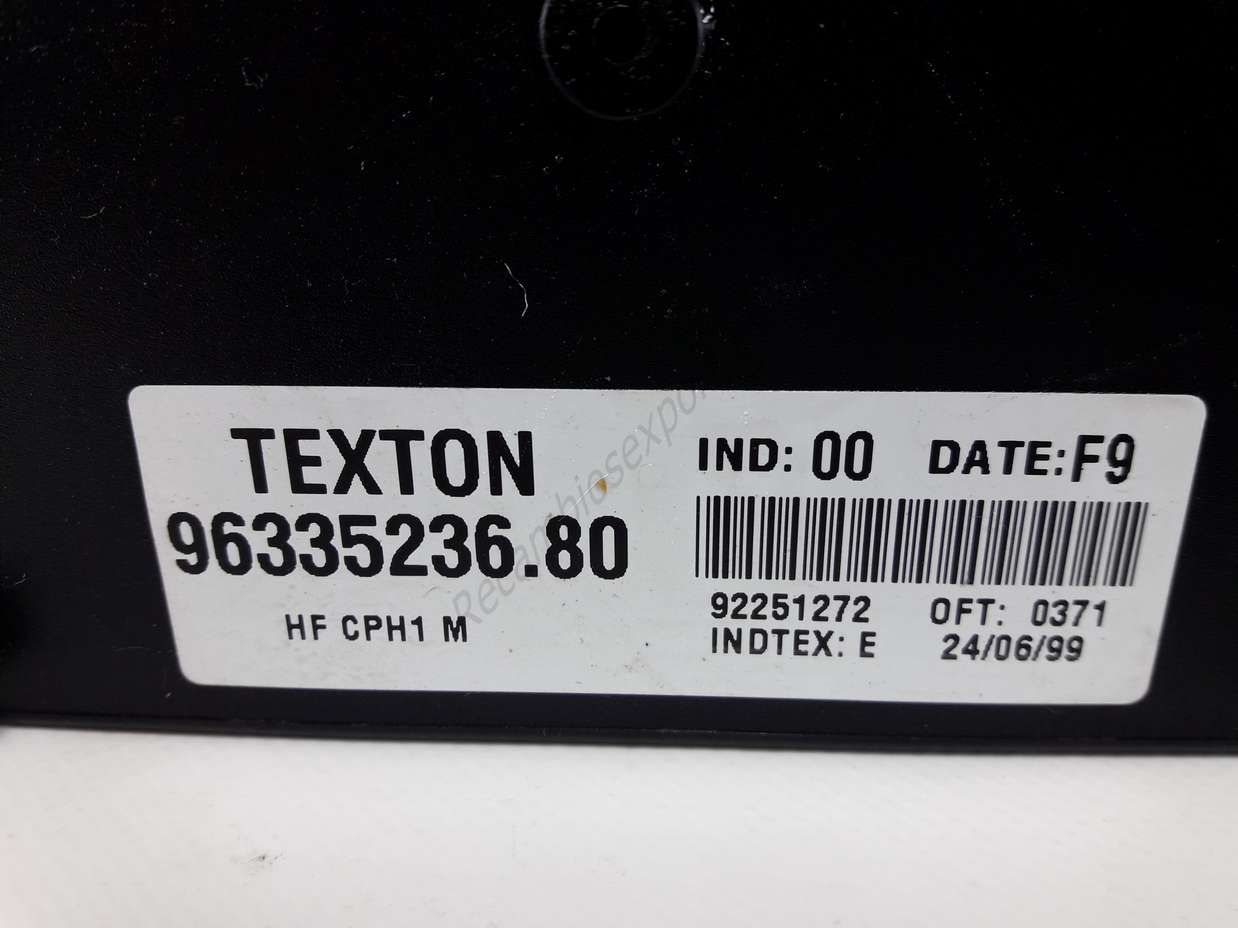 TEXTON
96335236.80
HF CPH1 M
IND: 00 DATE:F9
92251272 OFT: 0371
INDTEX: E 24/06/99